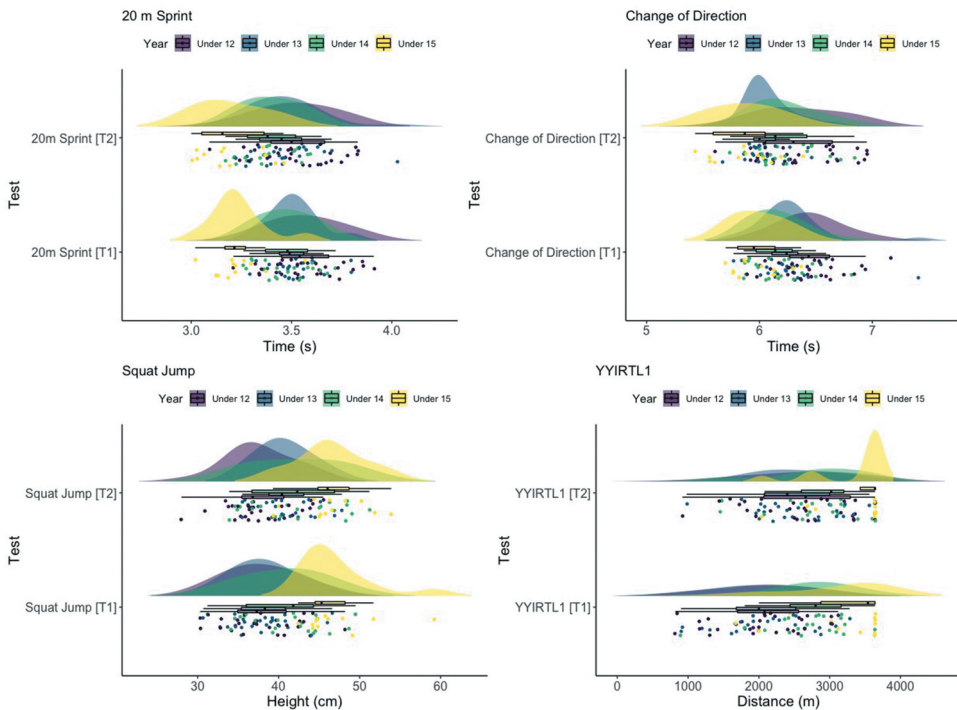 20 m Sprint
Year Under 12 Under 13 Under 14 Under 15
Test
20m Sprint [T2]
20m Sprint [T1]
3.0 3.5 4.0
Time (s)
Change of Direction
Year Under 12 Under 13 Under 14 Under 15
Test
Change of Direction [T2]
Change of Direction [T1]
5 6 7
Time (s)
Squat Jump
Year Under 12 Under 13 Under 14 Under 15
Test
Squat Jump [T2]
Squat Jump [T1]
30 40 50 60
Height (cm)
YYIRTL1
Year Under 12 Under 13 Under 14 Under 15
Test
YYIRTL1 [T2]
YYIRTL1 [T1]
0 1000 2000 3000 4000
Distance (m)